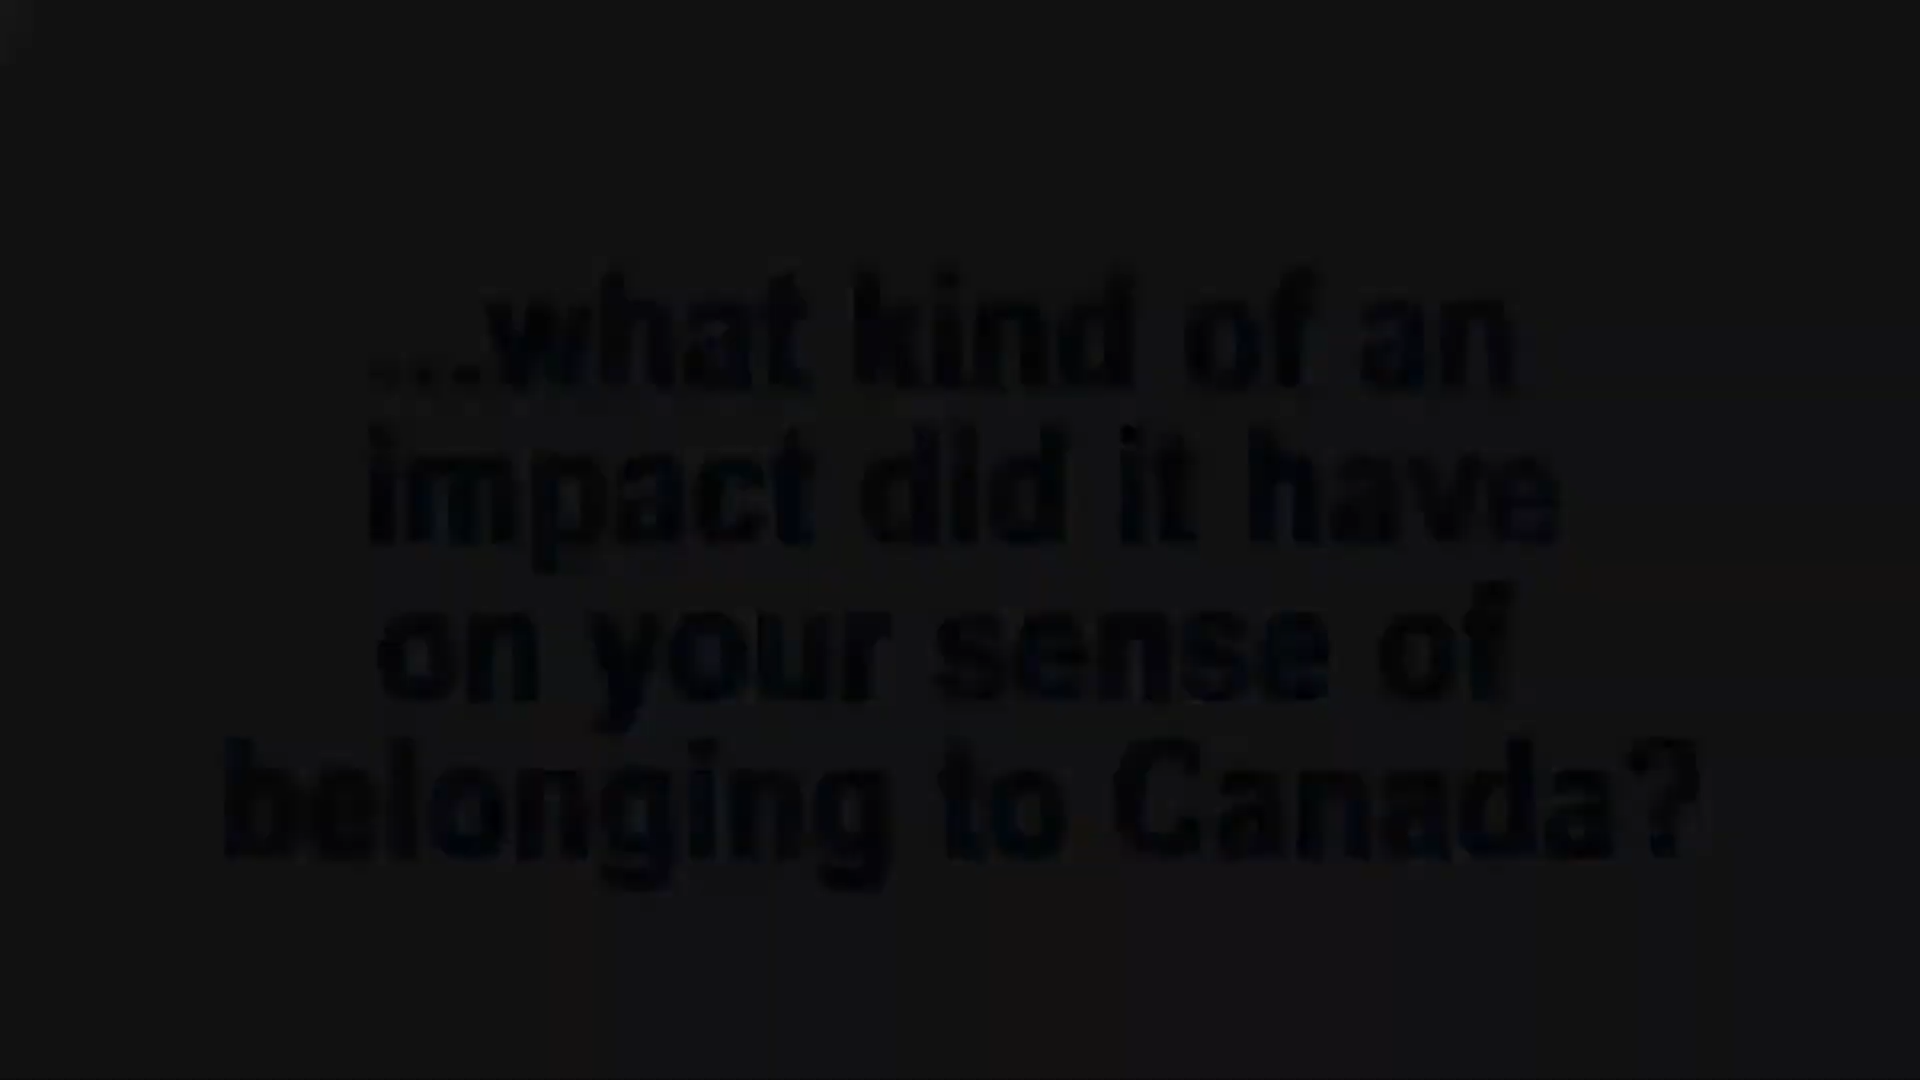 ...what kind of an
impact did it have
on your sense of
belonging to Canada?